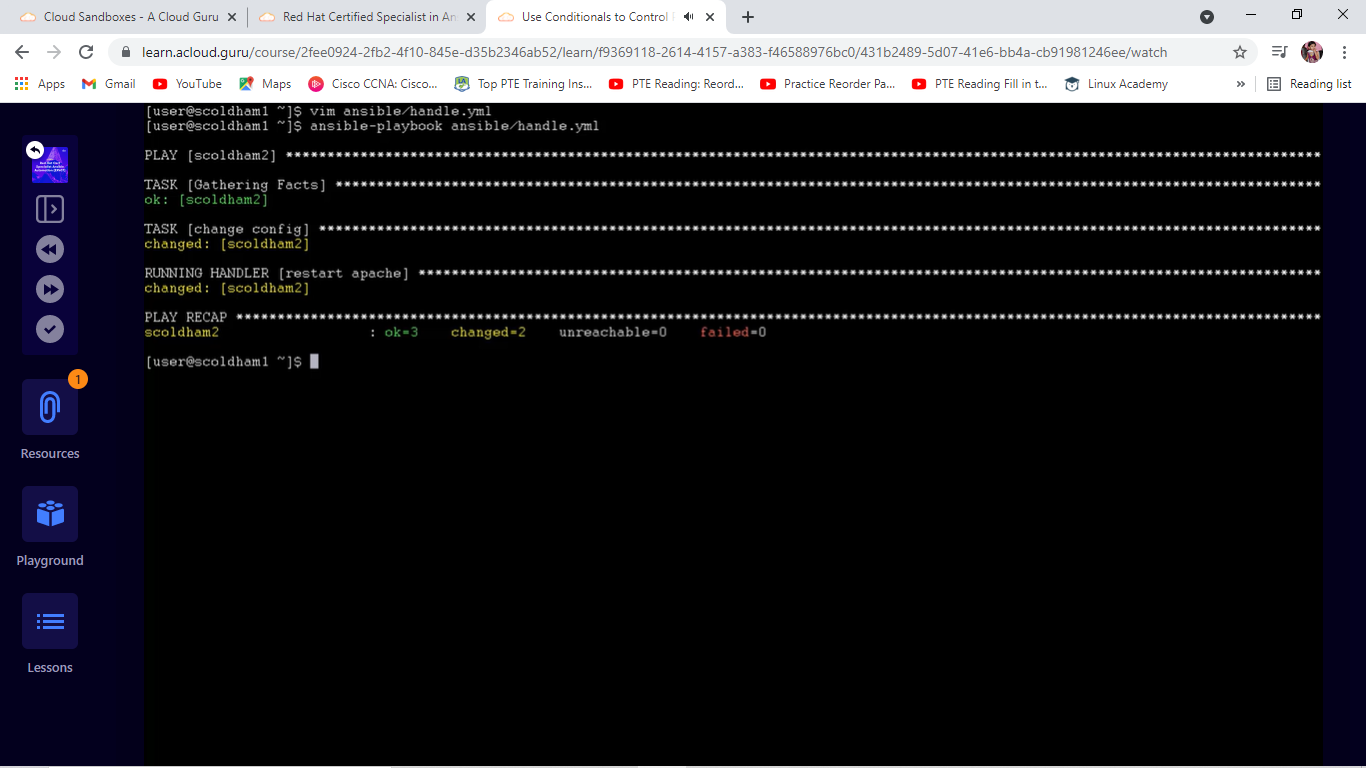 Cloud Sandboxes - A Cloud Guru
Red Hat Certified Specialist in An
Use Conditionals to Control
learn.acloud.guru/course/2fee0924-2fb2-4f10-845e-d35b2346ab52/learn/f9369118-2614-4157-a383-f46588976bc0/431b2489-5d07-41e6-bb4a-cb91981246ee/watch
Apps Gmail YouTube Maps Cisco CCNA: Cisco... Top PTE Training Ins... PTE Reading: Reord... Practice Reorder Pa... PTE Reading Fill in t... Linux Academy » Reading list
[user@scoldham1 ~]$ vim ansible/handle.yml
[user@scoldham1 ~]$ ansible-playbook ansible/handle.yml
PLAY [scoldham2] ******************************************************************************************************************************
TASK [Gathering Facts] ************************************************************************************************************************
ok: [scoldham2]
TASK [change config] **************************************************************************************************************************
changed: [scoldham2]
RUNNING HANDLER [restart apache] **************************************************************************************************************
changed: [scoldham2]
PLAY RECAP ************************************************************************************************************************************
scoldham2 : ok=3 changed=2 unreachable=0 failed=0
[user@scoldham1 ~]$
1
Resources
Playground
Lessons